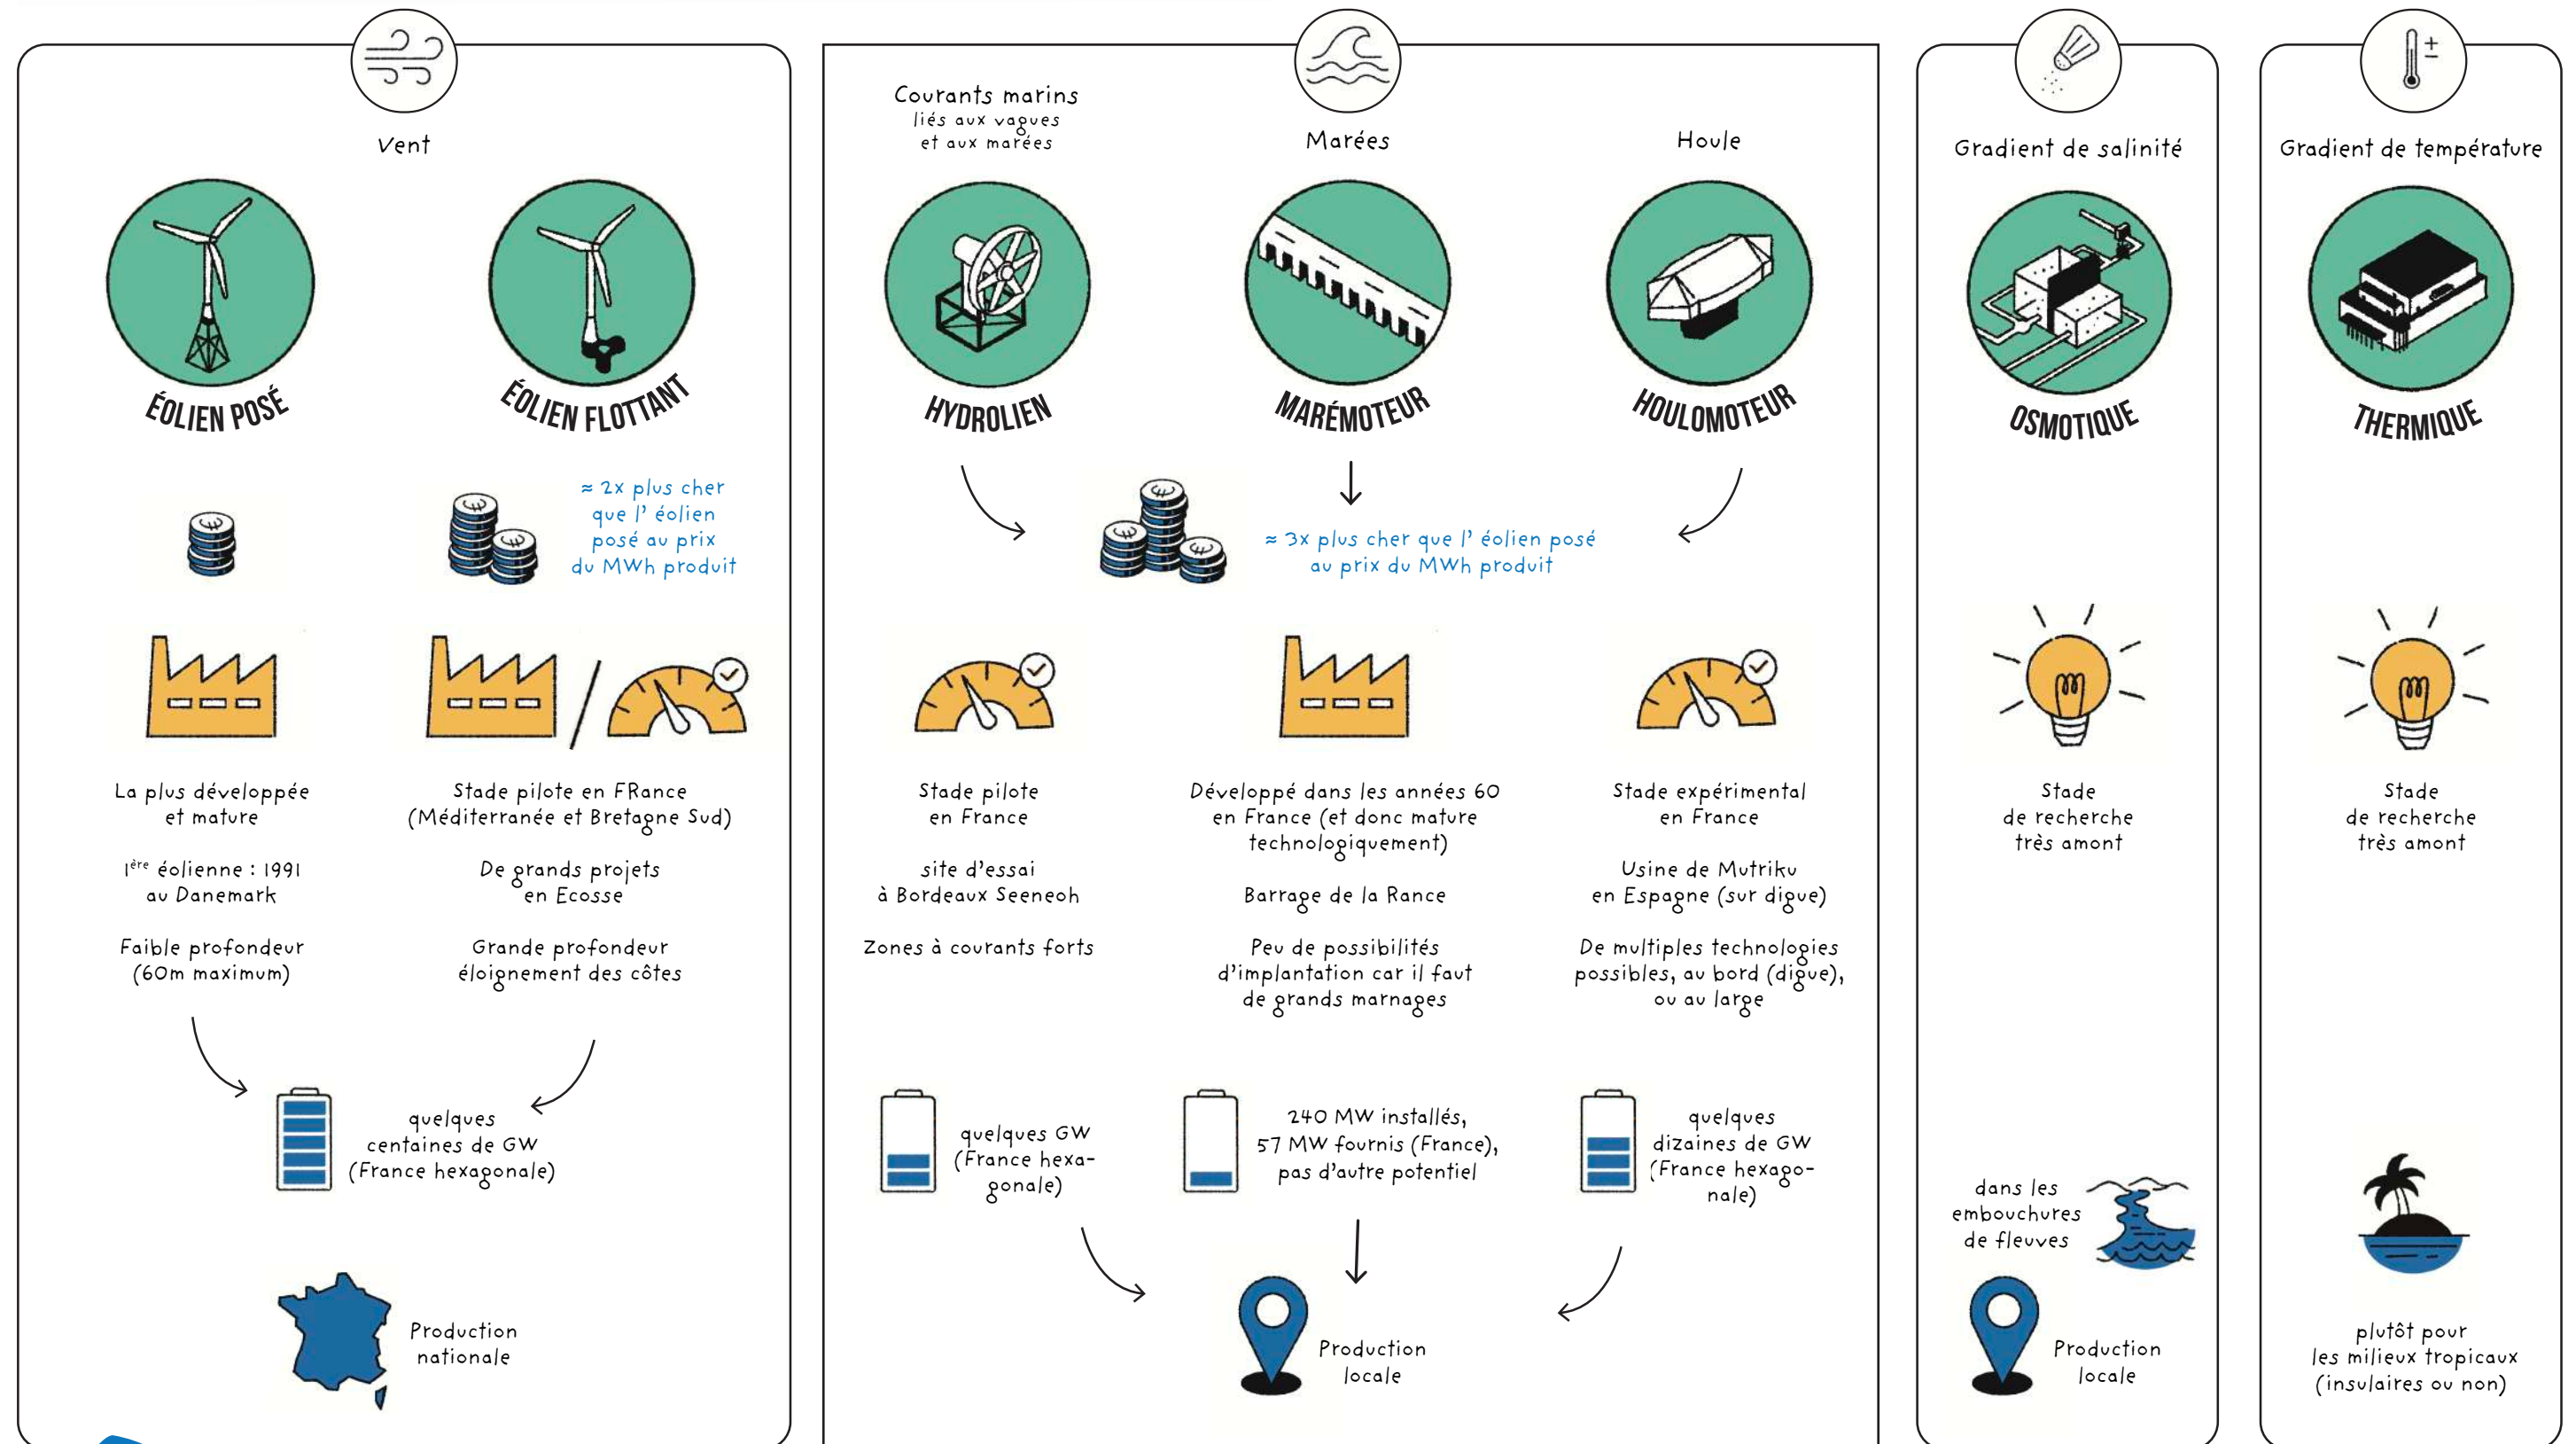 Vent
ÉOLIEN POSÉ
ÉOLIEN FLOTTANT
≈ 2x plus cher
que l' éolien
posé au prix
du MWh produit
La plus développée
et mature
1ère éolienne : 1991
au Danemark
Faible profondeur
(60m maximum)
Stade pilote en FRance
(Méditerranée et Bretagne Sud)
De grands projets
en Ecosse
Grande profondeur
éloignement des côtes
quelques
centaines de GW
(France hexagonale)
Production
nationale
Courants marins
liés aux vagues
et aux marées
Marées
Houle
HYDROLIEN
MARÉMOTEUR
HOULOMOTEUR
≈ 3x plus cher que l' éolien posé
au prix du MWh produit
Stade pilote
en France
site d'essai
à Bordeaux Seeneoh
Zones à courants forts
Développé dans les années 60
en France (et donc mature
technologiquement)
Barrage de la Rance
Peu de possibilités
d'implantation car il faut
de grands marnages
Stade expérimental
en France
Usine de Mutriku
en Espagne (sur digue)
De multiples technologies
possibles, au bord (digue),
ou au large
quelques GW
(France hexa-
gonale)
240 MW installés,
57 MW fournis (France),
pas d'autre potentiel
quelques
dizaines de GW
(France hexago-
nale)
Production
locale
Gradient de salinité
OSMOTIQUE
Stade
de recherche
très amont
dans les
embouchures
de fleuves
Production
locale
±
Gradient de température
THERMIQUE
Stade
de recherche
très amont
plutôt pour
les milieux tropicaux
(insulaires ou non)